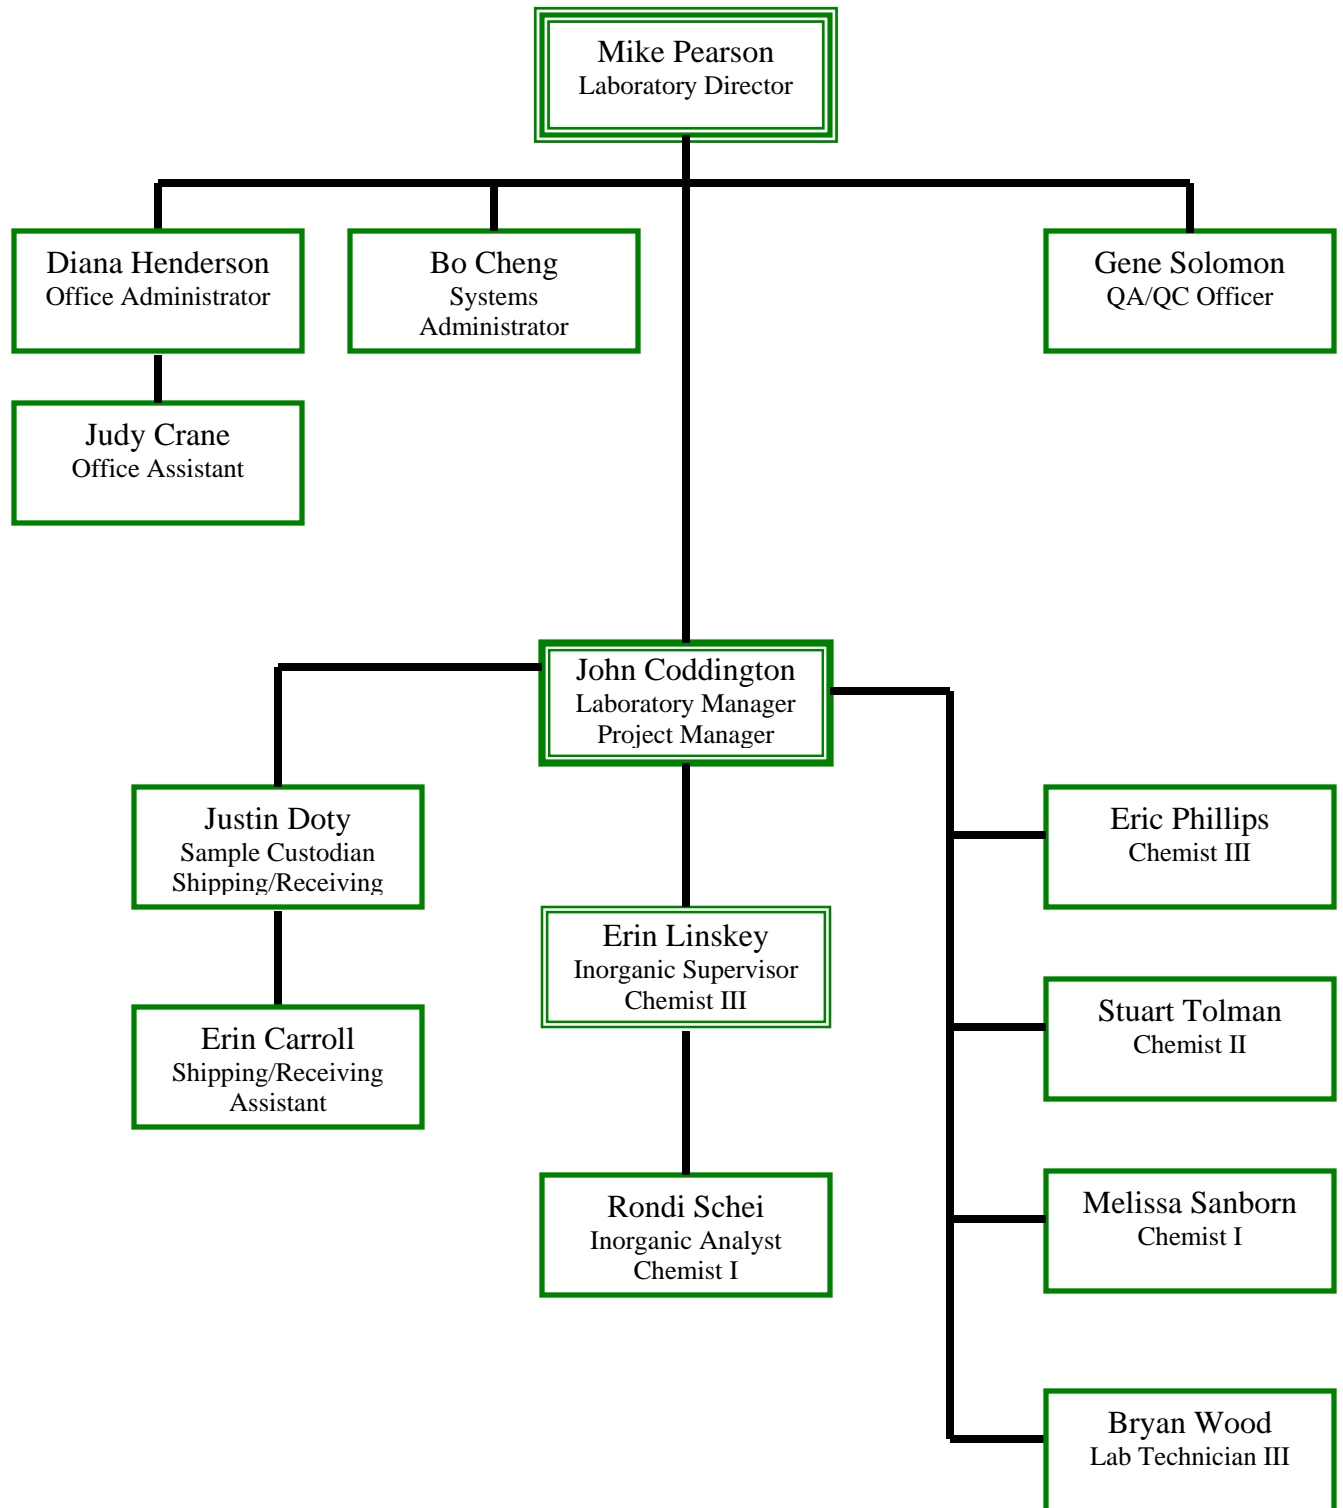 Mike Pearson
Laboratory Director
Diana Henderson
Office Administrator
Bo Cheng
Systems
Administrator
Gene Solomon
QA/QC Officer
Judy Crane
Office Assistant
John Coddington
Laboratory Manager
Project Manager
Justin Doty
Sample Custodian
Shipping/Receiving
Eric Phillips
Chemist III
Erin Linskey
Inorganic Supervisor
Chemist III
Erin Carroll
Shipping/Receiving
Assistant
Stuart Tolman
Chemist II
Rondi Schei
Inorganic Analyst
Chemist I
Melissa Sanborn
Chemist I
Bryan Wood
Lab Technician III